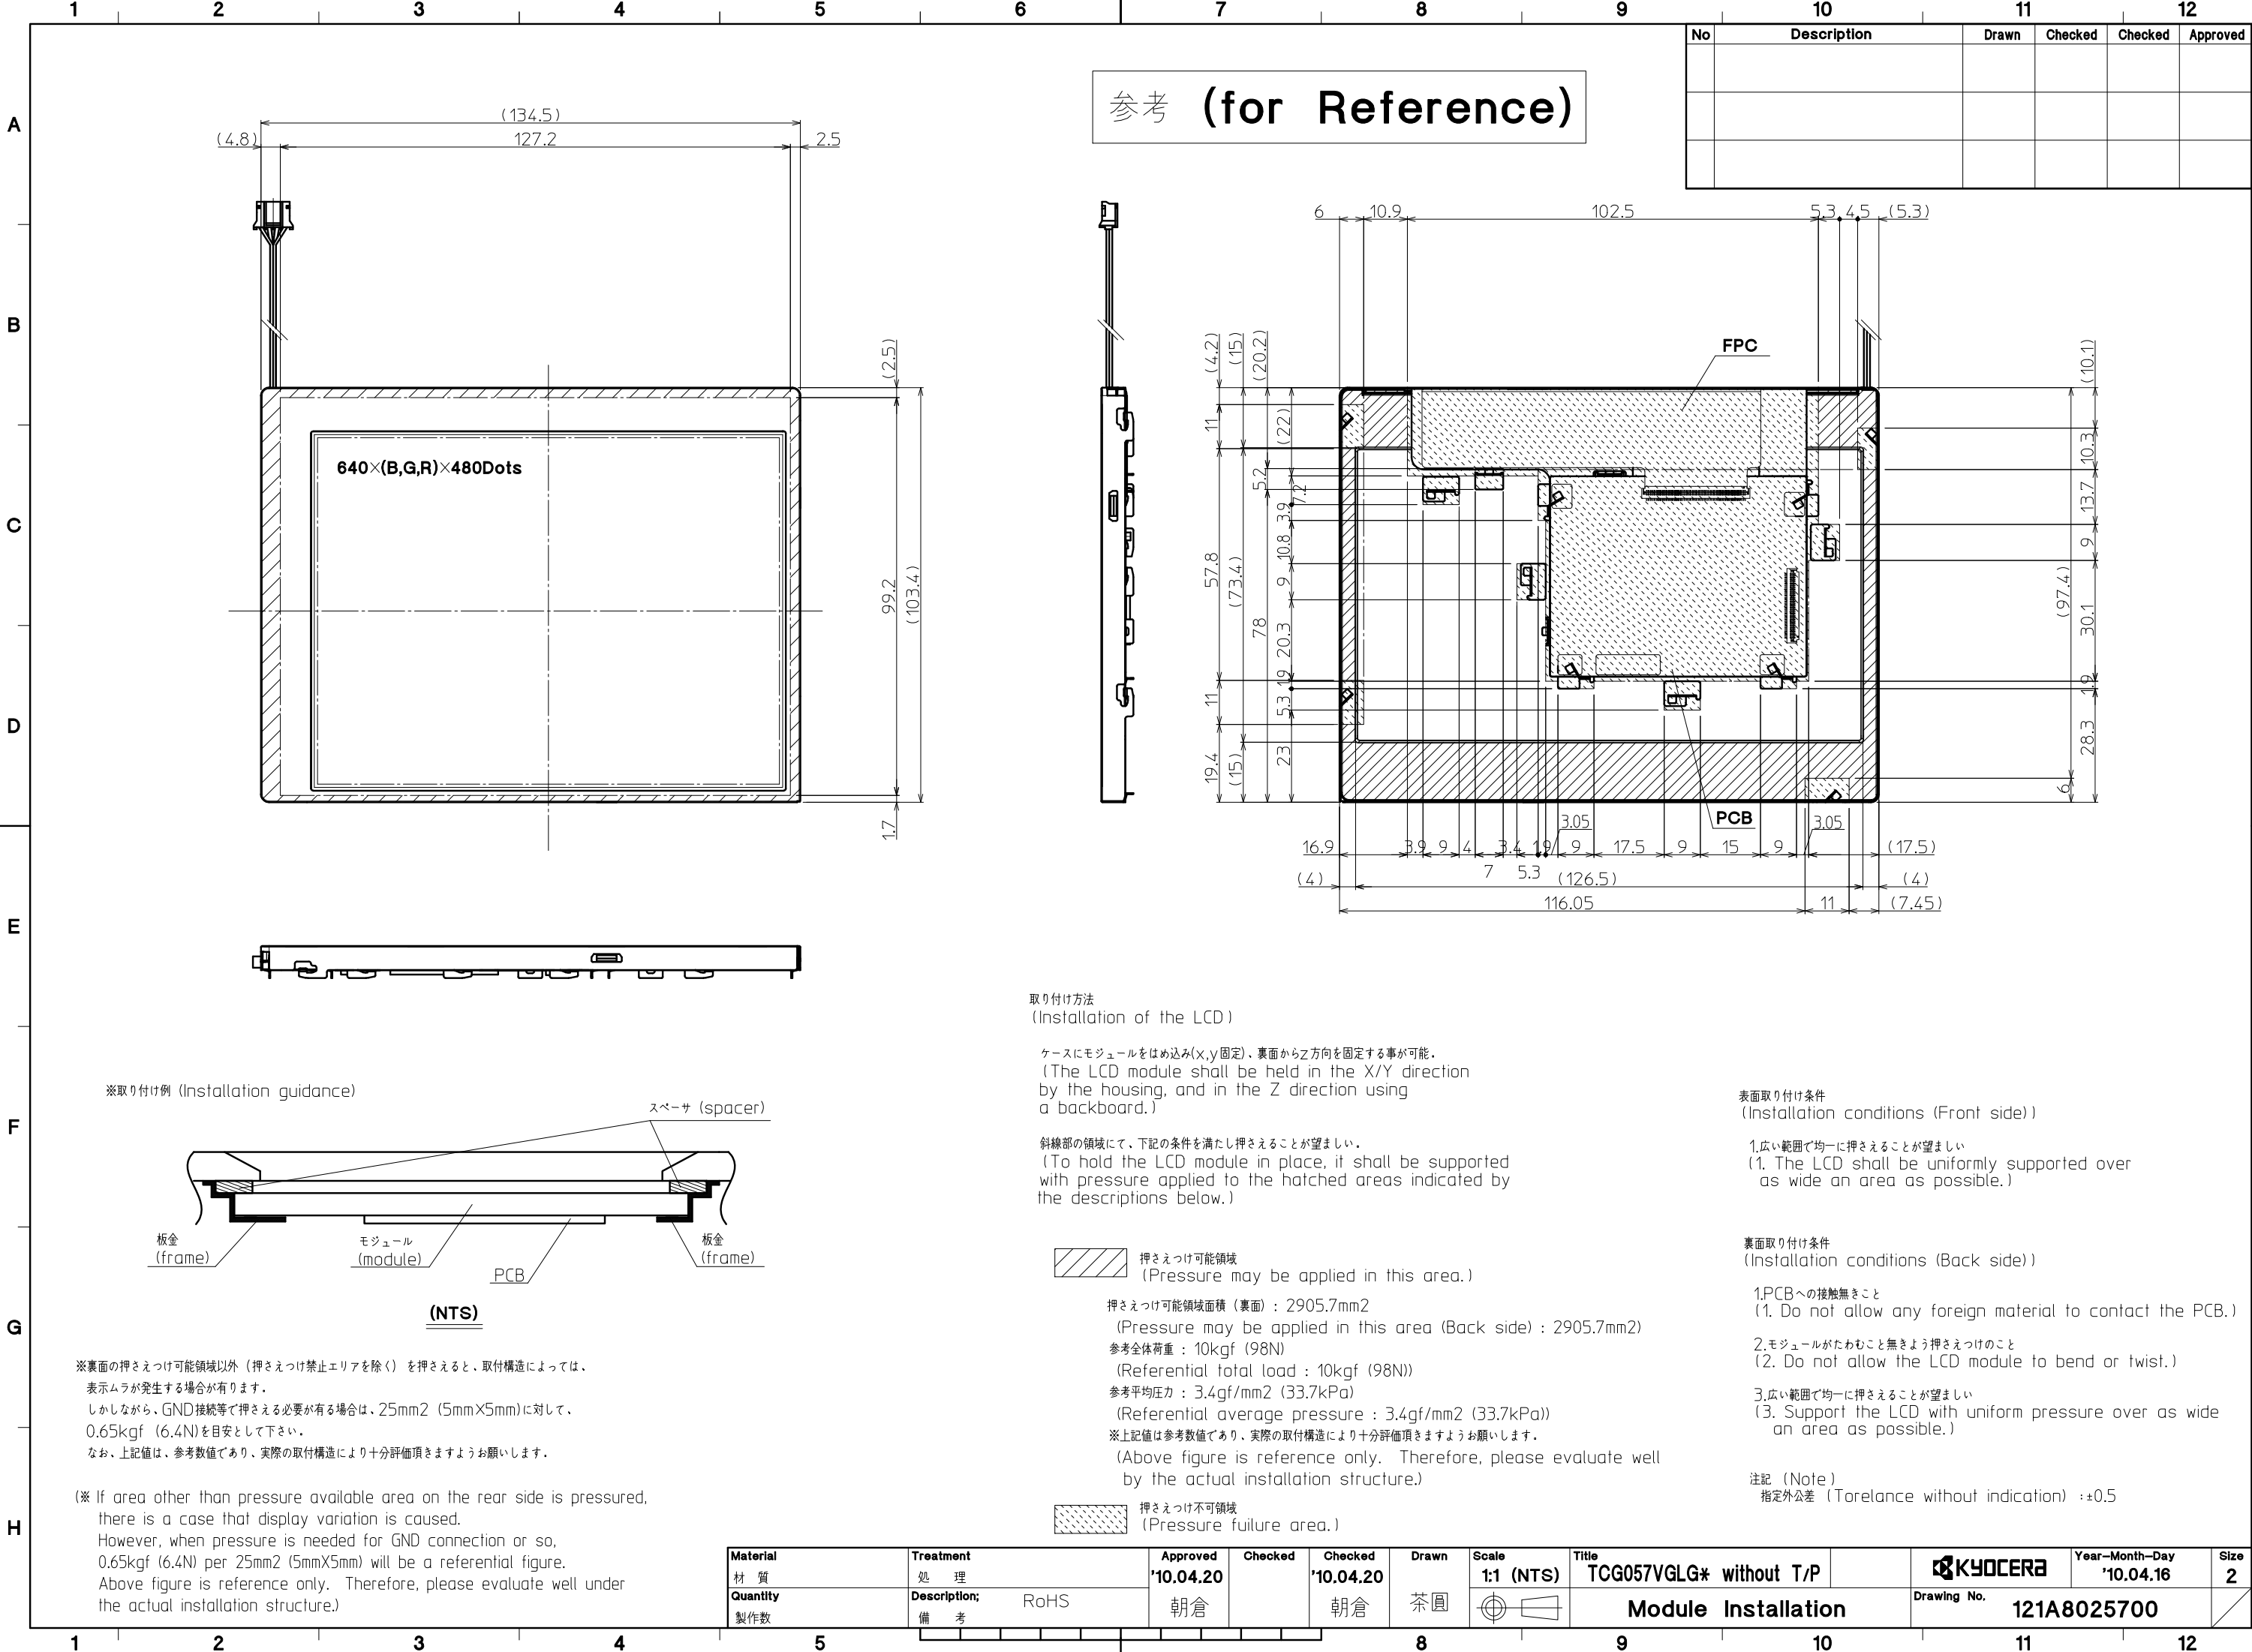 1 2 3 4 5 6 7 8 9 10 11 12
No Description Drawn Checked Checked Approved
参考 (for Reference)
A
B
C
D
E
F
G
H
(134.5)
(4.8) 127.2 2.5
640×(B,G,R)×480Dots
(2.5)
99.2
(103.4)
1.7
6 10.9 102.5 5.3 4.5 (5.3)
(4.2) (15) (20.2)
11
(22)
5.2
7.2
3.9
57.8
(73.4)
10.8
9
78
20.3
1.9
11
5.3
19.4
(15)
23
FPC
PCB
(10.1)
10.3
13.7
9
(97.4)
30.1
1.9
28.3
6
3.05 3.05
16.9 3.9 9 4 3.4 1.9 9 17.5 9 15 9 (17.5)
7 5.3
(4) (126.5) (4)
116.05 11 (7.45)
※取り付け例 (Installation guidance)
スペーサ (spacer)
板金
(frame)
モジュール
(module)
PCB
板金
(frame)
(NTS)
※裏面の押さえつけ可能領域以外（押さえつけ禁止エリアを除く）を押さえると、取付構造によっては、
表示ムラが発生する場合が有ります。
しかしながら、GND接続等で押さえる必要が有る場合は、25mm2 (5mm×5mm)に対して、
0.65kgf (6.4N)を目安として下さい。
なお、上記値は、参考数値であり、実際の取付構造により十分評価頂きますようお願いします。
(※ If area other than pressure available area on the rear side is pressured,
there is a case that display variation is caused.
However, when pressure is needed for GND connection or so,
0.65kgf (6.4N) per 25mm2 (5mmX5mm) will be a referential figure.
Above figure is reference only. Therefore, please evaluate well under
the actual installation structure.)
取り付け方法
(Installation of the LCD)
ケースにモジュールをはめ込み(x,y固定)、裏面からZ方向を固定する事が可能。
(The LCD module shall be held in the X/Y direction
by the housing, and in the Z direction using
a backboard.)
斜線部の領域にて、下記の条件を満たし押さえることが望ましい。
(To hold the LCD module in place, it shall be supported
with pressure applied to the hatched areas indicated by
the descriptions below.)
押さえつけ可能領域
(Pressure may be applied in this area.)
押さえつけ可能領域面積（裏面）: 2905.7mm2
(Pressure may be applied in this area (Back side) : 2905.7mm2)
参考全体荷重 : 10kgf (98N)
(Referential total load : 10kgf (98N))
参考平均圧力 : 3.4gf/mm2 (33.7kPa)
(Referential average pressure : 3.4gf/mm2 (33.7kPa))
※上記値は参考数値であり、実際の取付構造により十分評価頂きますようお願いします。
(Above figure is reference only. Therefore, please evaluate well
by the actual installation structure.)
押さえつけ不可領域
(Pressure fuilure area.)
表面取り付け条件
(Installation conditions (Front side))
1.広い範囲で均一に押さえることが望ましい
(1. The LCD shall be uniformly supported over
as wide an area as possible.)
裏面取り付け条件
(Installation conditions (Back side))
1.PCBへの接触無きこと
(1. Do not allow any foreign material to contact the PCB.)
2.モジュールがたわむこと無きよう押さえつけのこと
(2. Do not allow the LCD module to bend or twist.)
3.広い範囲で均一に押さえることが望ましい
(3. Support the LCD with uniform pressure over as wide
an area as possible.)
注記 (Note)
指定外公差 (Torelance without indication) :±0.5
Material
材 質
Treatment
処 理
Quantity
製作数
Description;
備 考
RoHS
Approved
'10.04.20
朝倉
Checked
Checked
'10.04.20
朝倉
Drawn
茶圓
Scale
1:1 (NTS)
Title
TCG057VGLG* without T/P
Module Installation
KYOCERA
Year-Month-Day
'10.04.16
Size
2
Drawing No.
121A8025700
1 2 3 4 5 8 9 10 11 12